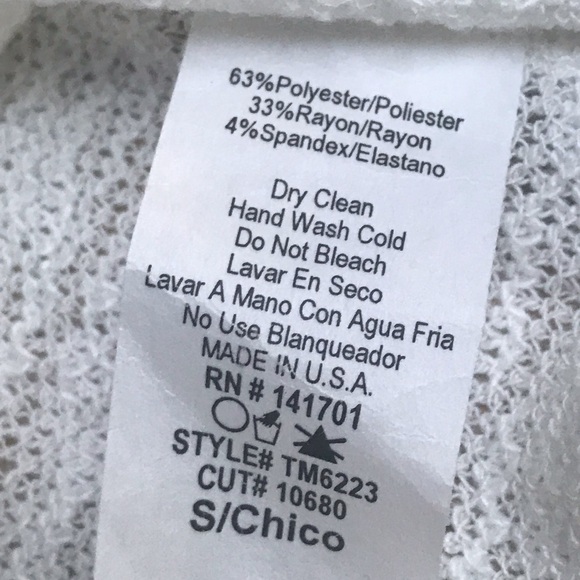 63%Polyester/Poliester
33%Rayon/Rayon
4%Spandex/Elastano
Dry Clean
Hand Wash Cold
Do Not Bleach
Lavar En Seco
Lavar A Mano Con Agua Fria
No Use Blanqueador
MADE IN U.S.A.
RN # 141701
STYLE# TM6223
CUT# 10680
S/Chico